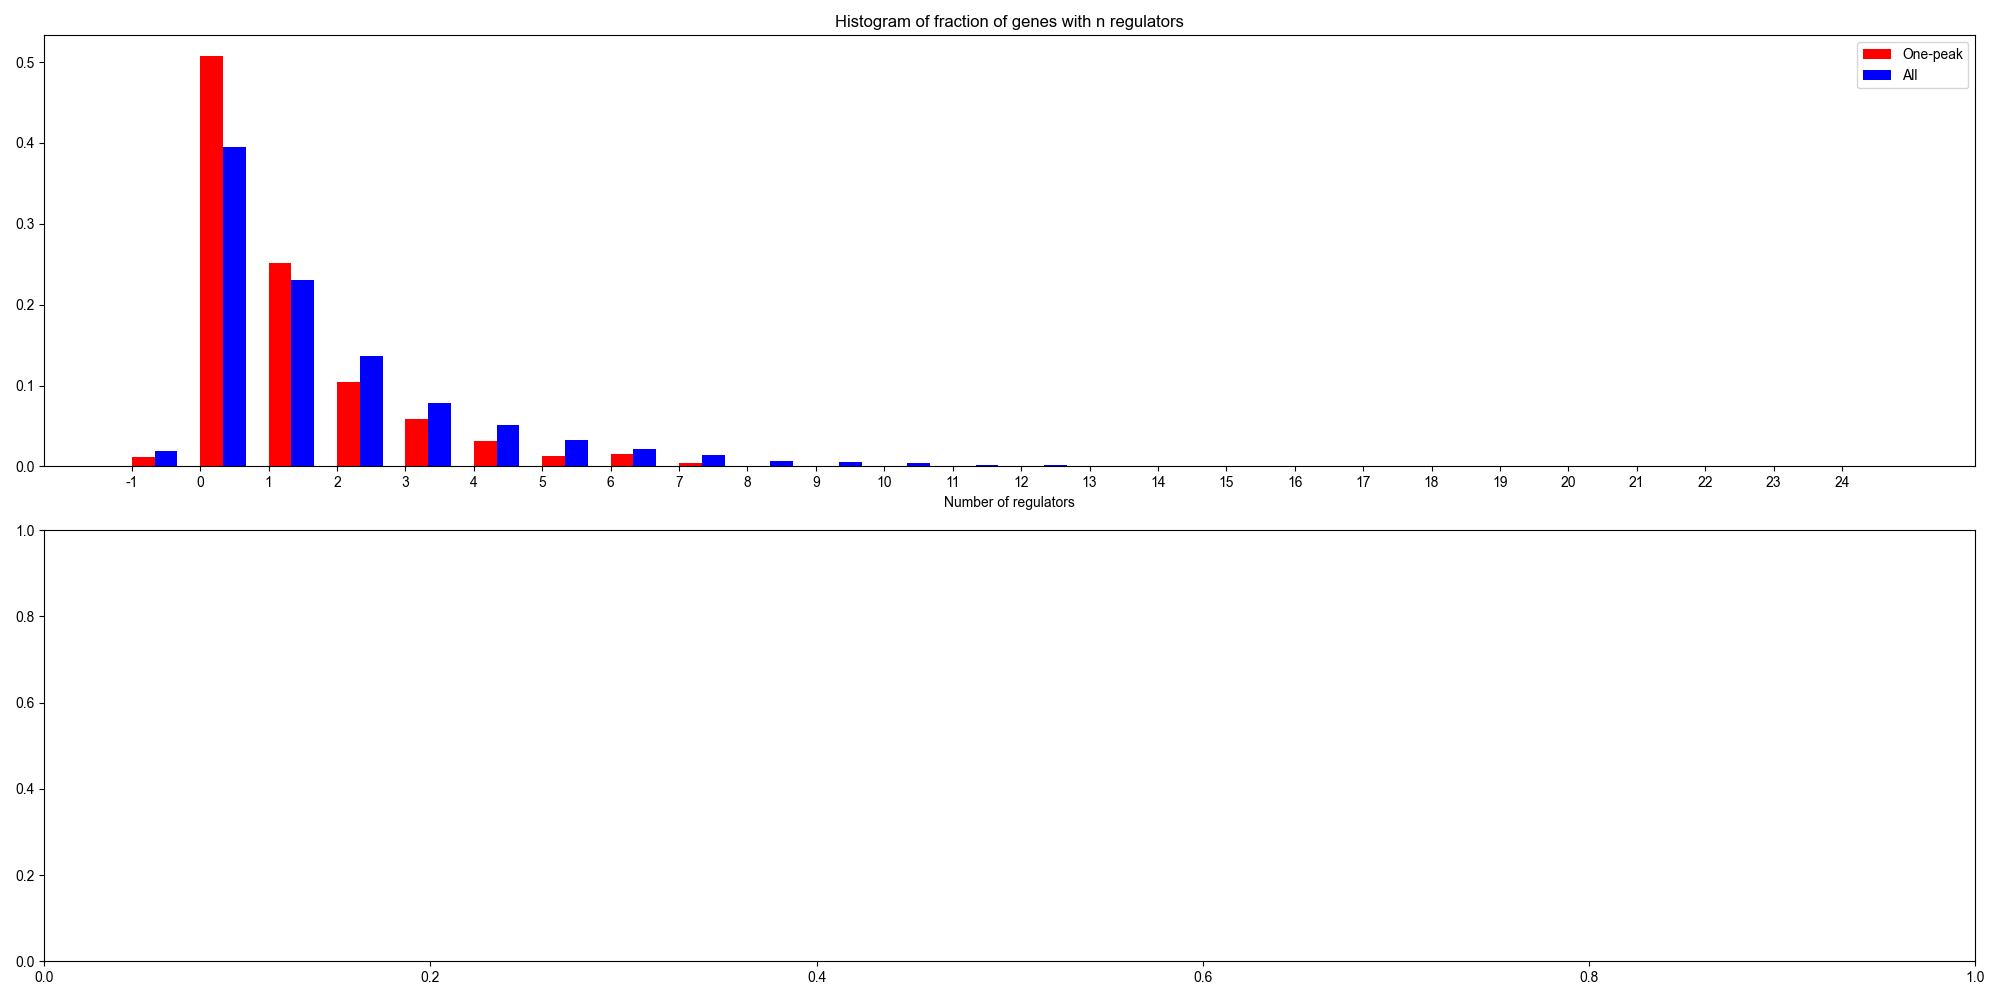 Histogram of fraction of genes with n regulators
One-peak
All
0.5
0.4
0.3
0.2
0.1
0.0
-1 0 1 2 3 4 5 6 7 8 9 10 11 12 13 14 15 16 17 18 19 20 21 22 23 24
Number of regulators
1.0
0.8
0.6
0.4
0.2
0.0
0.0 0.2 0.4 0.6 0.8 1.0